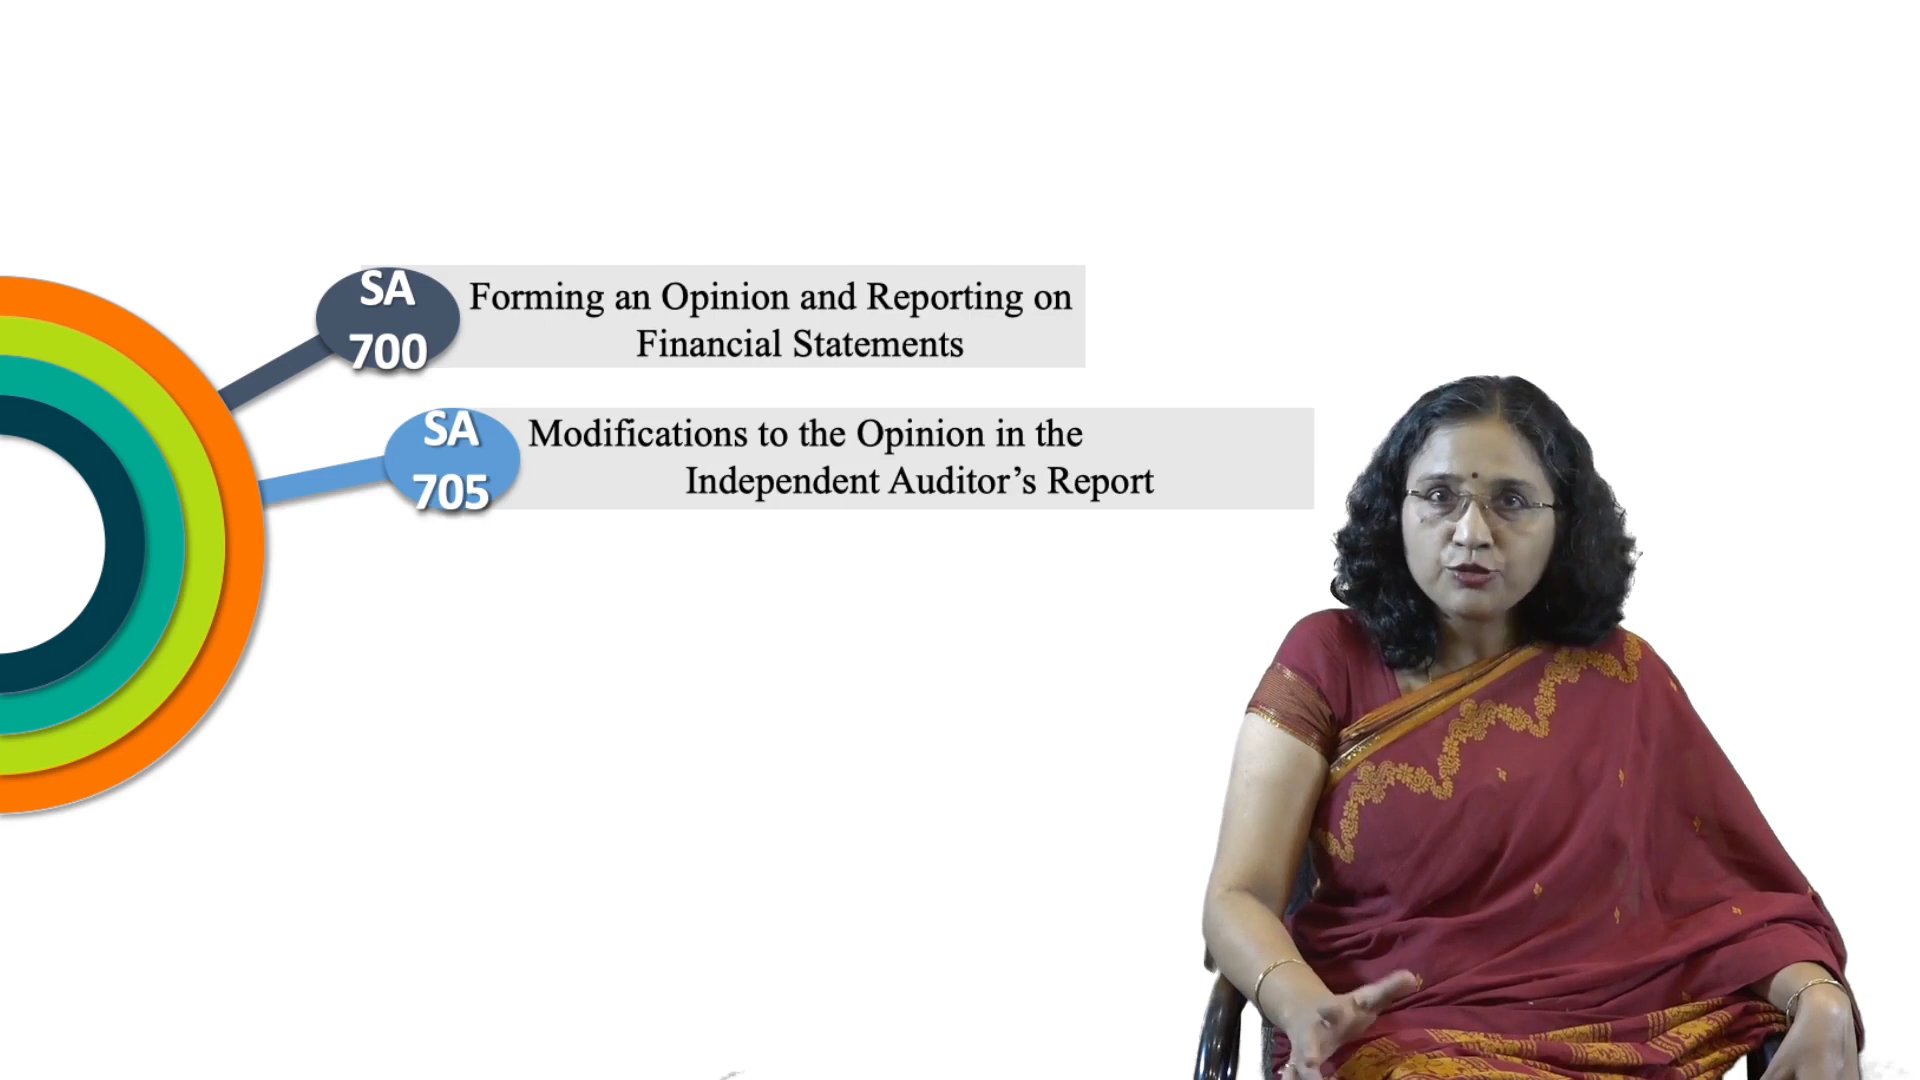 SA
700
Forming an Opinion and Reporting on
Financial Statements
SA
705
Modifications to the Opinion in the
Independent Auditor’s Report